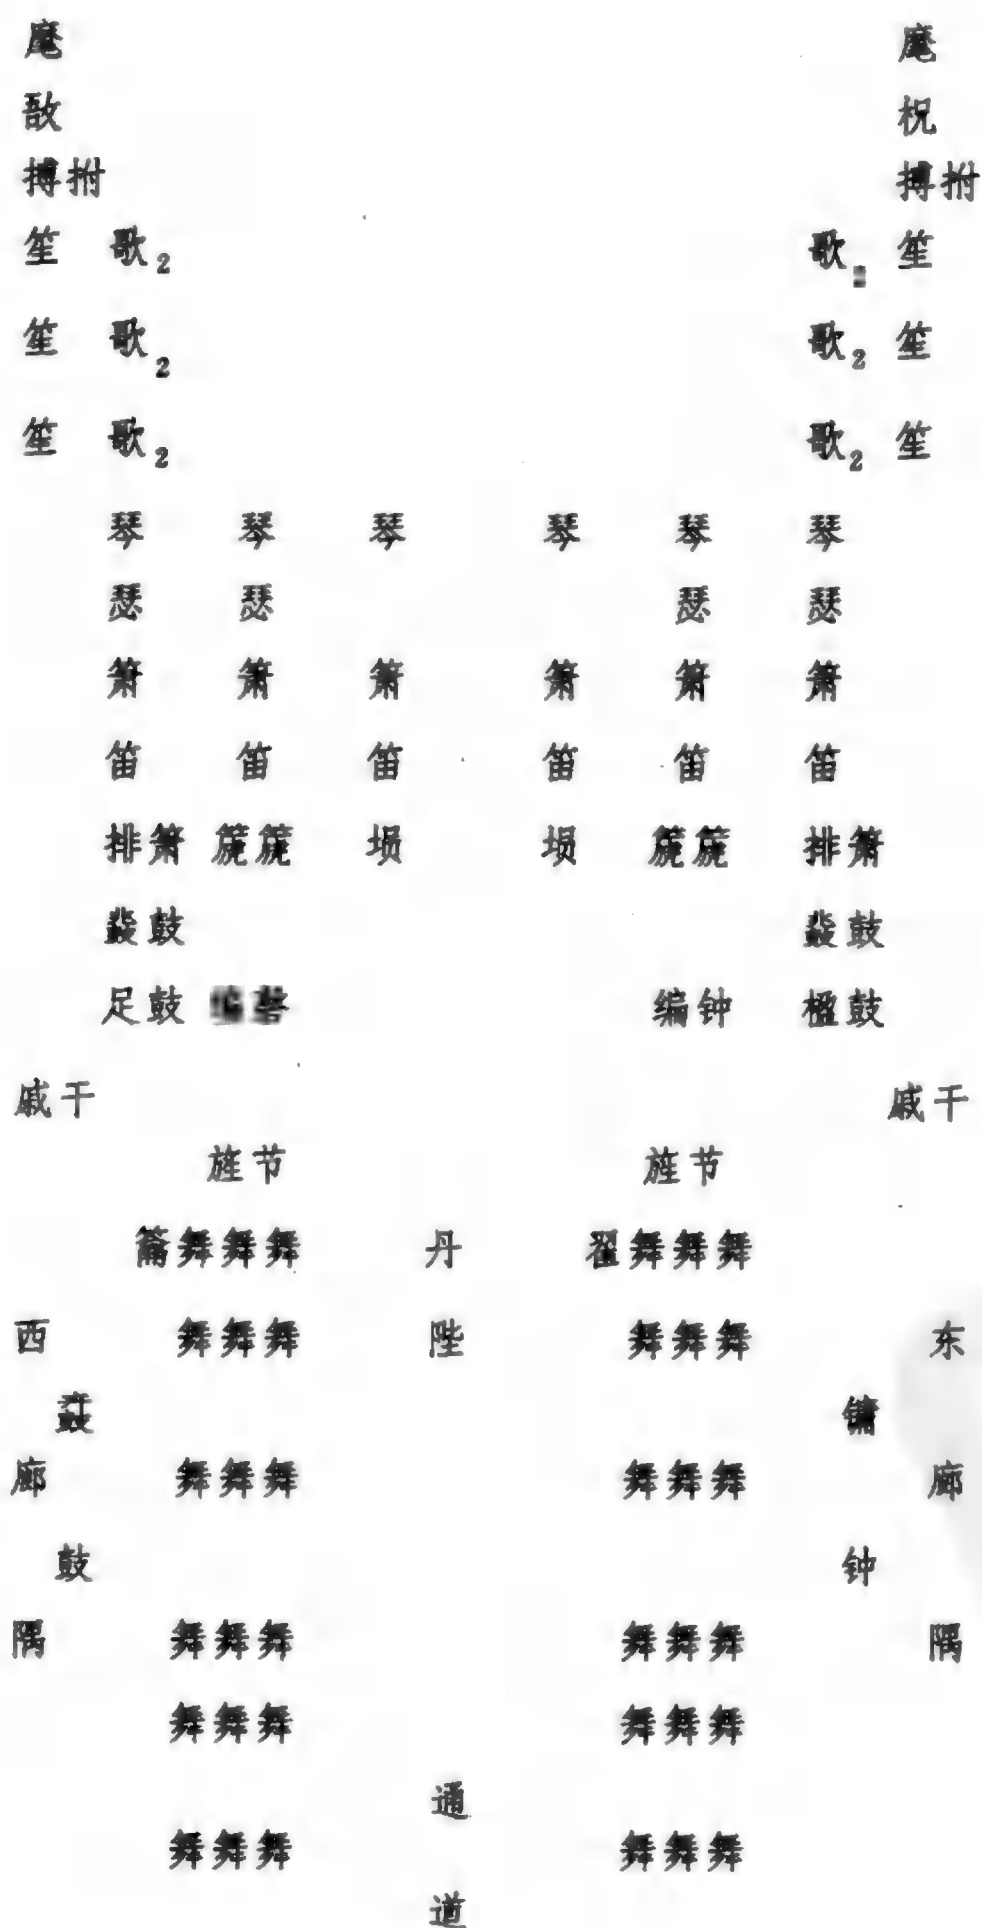 麾 麾
敔 柷
搏拊 搏拊
笙 歌2 歌 笙
笙 歌2 歌2 笙
笙 歌2 歌2 笙
琴 琴 琴 琴 琴 琴
瑟 瑟 瑟 瑟
箫 箫 箫 箫 箫 箫
笛 笛 笛 笛 笛 笛
排箫 篪篪 埙 埙 篪篪 排箫
鼗鼓 鼗鼓
足鼓 编磬 编钟 楹鼓
戚干 戚干
旌节 旌节
籥舞舞舞 丹 翟舞舞舞
西 舞舞舞 陛 舞舞舞 东
鼖 镛
廊 舞舞舞 舞舞舞 廊
鼓 钟
隅 舞舞舞 舞舞舞 隅
舞舞舞 舞舞舞
通
舞舞舞 舞舞舞
道